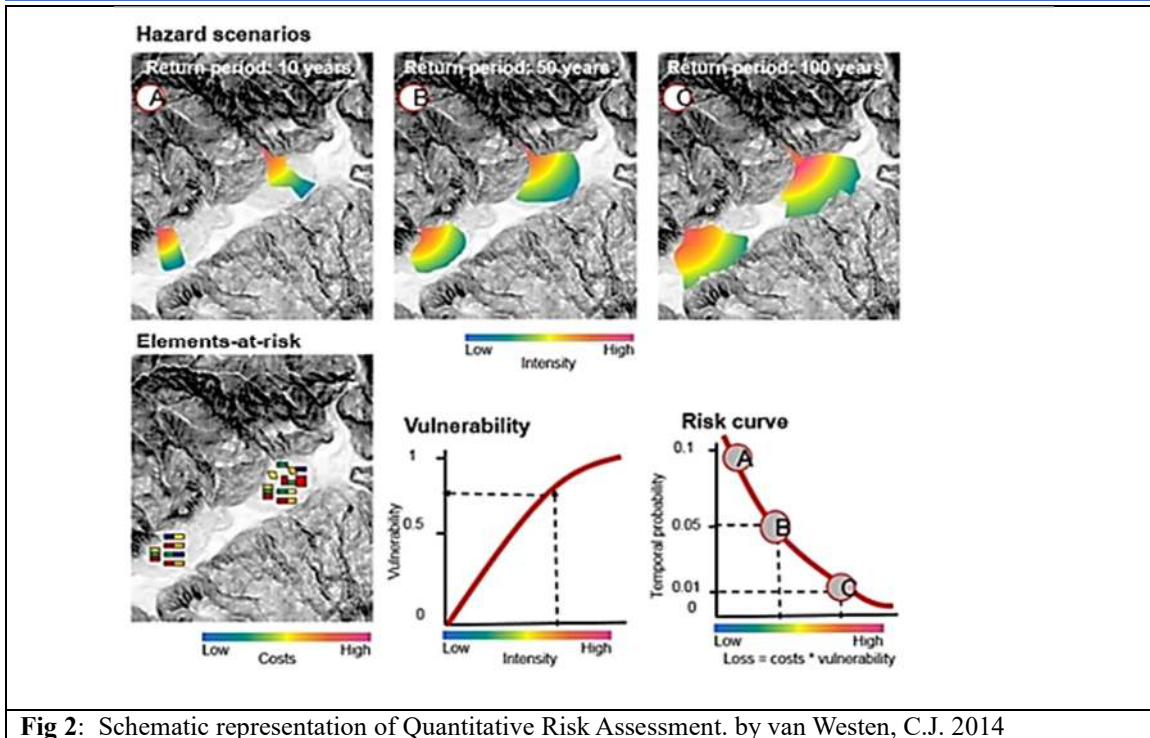 Hazard scenarios
Return period: 10 years
Return period: 50 years
Return period: 100 years
A
B
C
Elements-at-risk
Low
High
Intensity
Vulnerability
Risk curve
1
0.5
0
Vulnerability
0.1
0.05
0.01
0
Temporal probability
A
B
C
Low
High
Costs
Low
High
Intensity
Low
High
Loss = costs * vulnerability
Fig 2: Schematic representation of Quantitative Risk Assessment. by van Westen, C.J. 2014